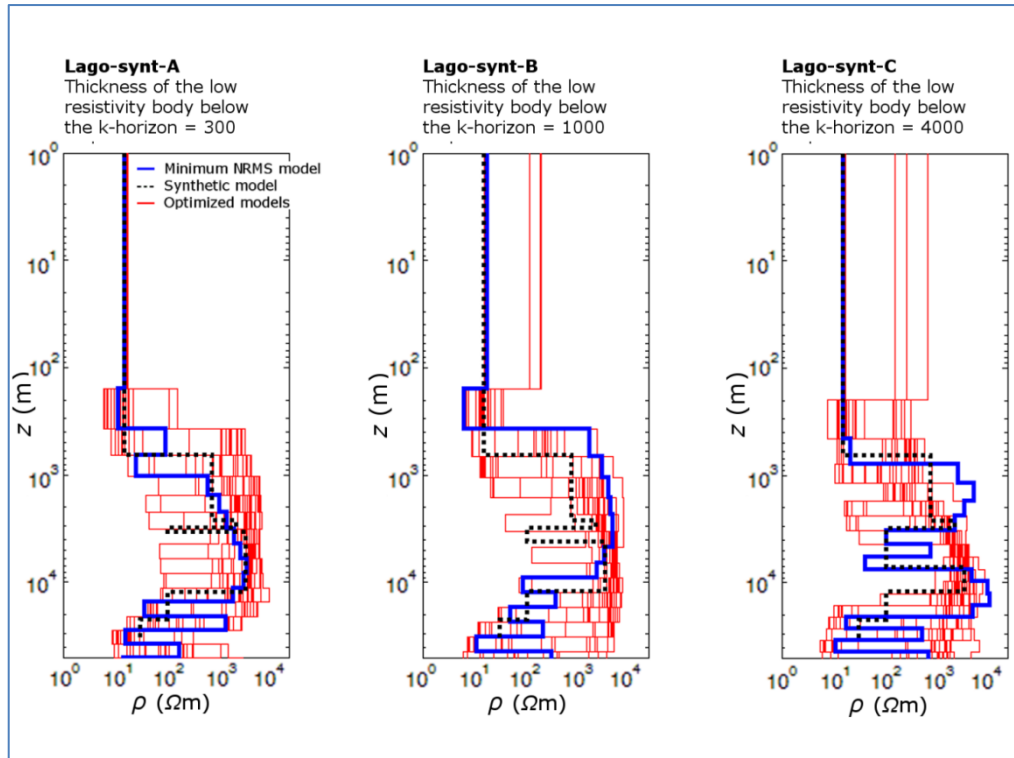 Lago-synt-A
Thickness of the low
resistivity body below
the k-horizon = 300
Lago-synt-B
Thickness of the low
resistivity body below
the k-horizon = 1000
Lago-synt-C
Thickness of the low
resistivity body below
the k-horizon = 4000
Minimum NRMS model
Synthetic model
Optimized models
10⁰
10¹
10²
10³
10⁴
z (m)
10⁰ 10¹ 10² 10³ 10⁴
ρ (Ωm)
10⁰
10¹
10²
10³
10⁴
z (m)
10⁰ 10¹ 10² 10³ 10⁴
ρ (Ωm)
10⁰
10¹
10²
10³
10⁴
z (m)
10⁰ 10¹ 10² 10³ 10⁴
ρ (Ωm)